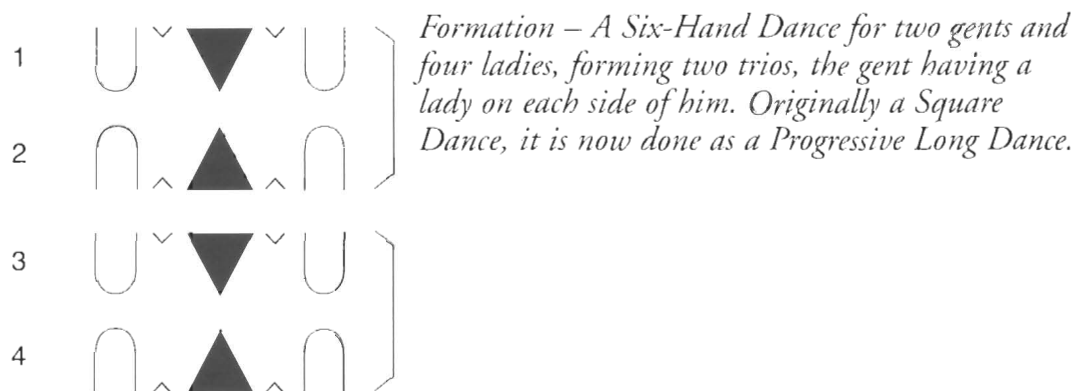 1
Formation – A Six-Hand Dance for two gents and
four ladies, forming two trios, the gent having a
lady on each side of him. Originally a Square
2
Dance, it is now done as a Progressive Long Dance.
3
4